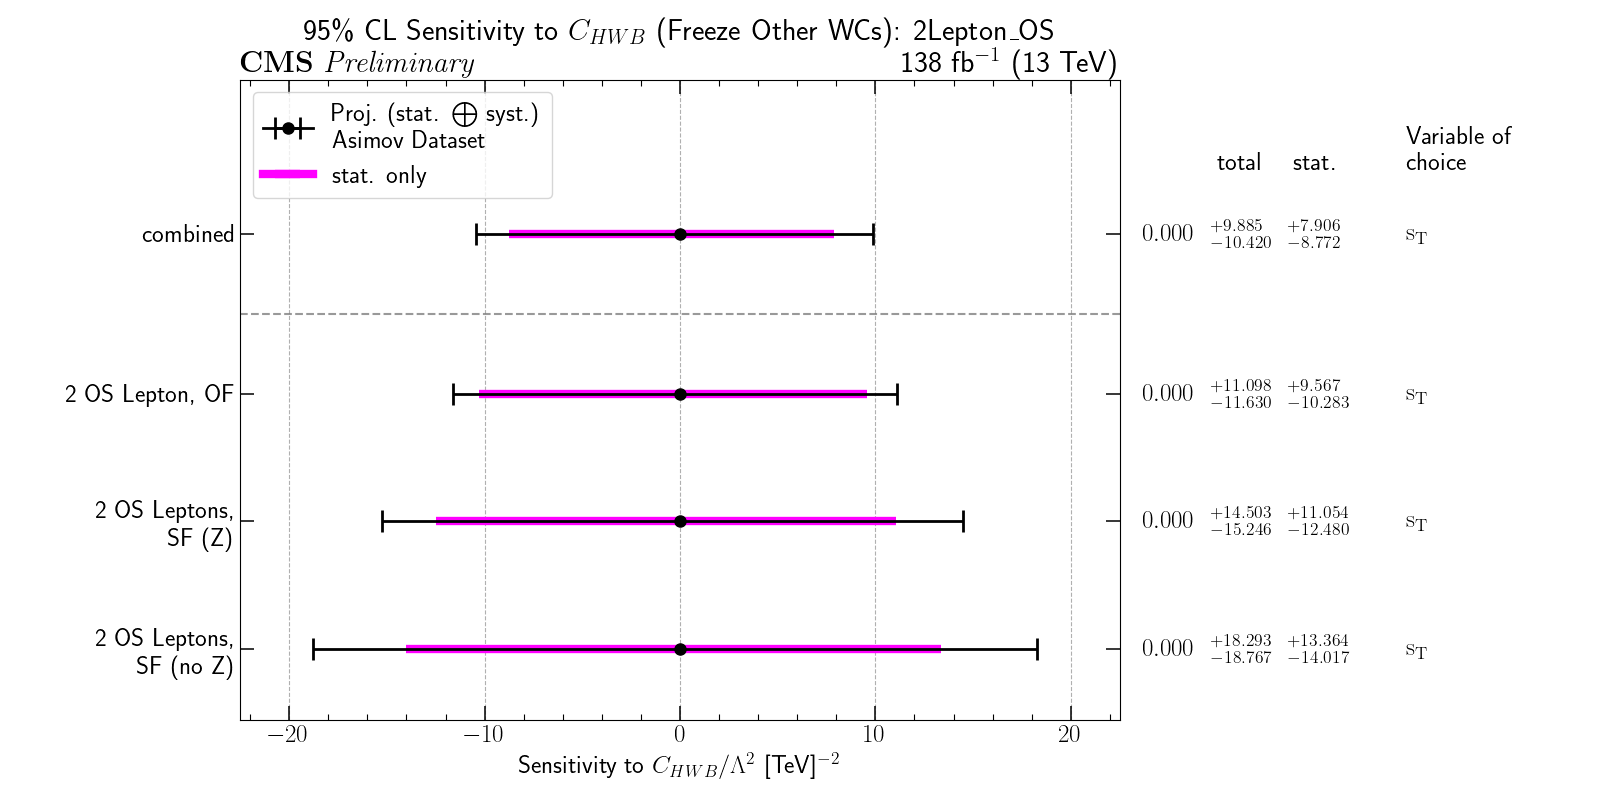 95% CL Sensitivity to C_{HWB} (Freeze Other WCs): 2Lepton_OS
CMS Preliminary 138 fb^{-1} (13 TeV)
Proj. (stat. ⨁ syst.)
Asimov Dataset
stat. only
total stat. Variable of
choice
combined 0.000 +9.885 +7.906 s_T
−10.420 −8.772
2 OS Lepton, OF 0.000 +11.098 +9.567 s_T
−11.630 −10.283
2 OS Leptons,
SF (Z) 0.000 +14.503 +11.054 s_T
−15.246 −12.480
2 OS Leptons,
SF (no Z) 0.000 +18.293 +13.364 s_T
−18.767 −14.017
−20 −10 0 10 20
Sensitivity to C_{HWB}/Λ^2 [TeV]^{−2}